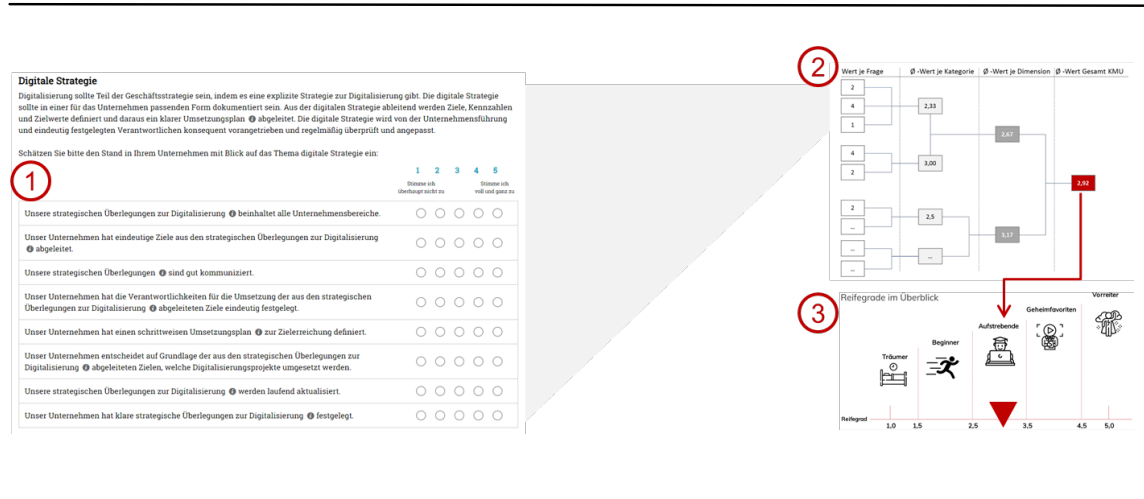 Digitale Strategie
Digitalisierung sollte Teil der Geschäftsstrategie sein, indem es eine explizite Strategie zur Digitalisierung gibt. Die digitale Strategie
sollte in einer für das Unternehmen passenden Form dokumentiert sein. Aus der digitalen Strategie ableitend werden Ziele, Kennzahlen
und Zielwerte definiert und daraus ein klarer Umsetzungsplan abgeleitet. Die digitale Strategie wird von der Unternehmensführung
und eindeutig festgelegten Verantwortlichen konsequent vorangetrieben und regelmäßig überprüft und
angepasst.
Schätzen Sie bitte den Stand in Ihrem Unternehmen mit Blick auf das Thema digitale Strategie ein:
1
1 2 3 4 5
Stimme ich Stimme ich
überhaupt nicht zu voll und ganz zu
Unsere strategischen Überlegungen zur Digitalisierung beinhaltet alle Unternehmensbereiche.
Unser Unternehmen hat eindeutige Ziele aus den strategischen Überlegungen zur Digitalisierung
abgeleitet.
Unsere strategischen Überlegungen sind gut kommuniziert.
Unser Unternehmen hat die Verantwortlichkeiten für die Umsetzung der aus den strategischen
Überlegungen zur Digitalisierung abgeleiteten Ziele eindeutig festgelegt.
Unser Unternehmen hat einen schrittweisen Umsetzungsplan zur Zielerreichung definiert.
Unser Unternehmen entscheidet auf Grundlage der aus den strategischen Überlegungen zur
Digitalisierung abgeleiteten Zielen, welche Digitalisierungsprojekte umgesetzt werden.
Unsere strategischen Überlegungen zur Digitalisierung werden laufend aktualisiert.
Unser Unternehmen hat klare strategische Überlegungen zur Digitalisierung festgelegt.
2
Wert je Frage Ø -Wert je Kategorie Ø -Wert je Dimension Ø -Wert Gesamt KMU
2
4 2,33
1
2,67
4 3,00
2
2,92
2 2,5
...
3,17
... ...
...
3
Reifegrade im Überblick
Vorreiter
Geheimfavoriten
Aufstrebende
Beginner
Träumer
Reifegrad 1,0 1,5 2,5 3,5 4,5 5,0